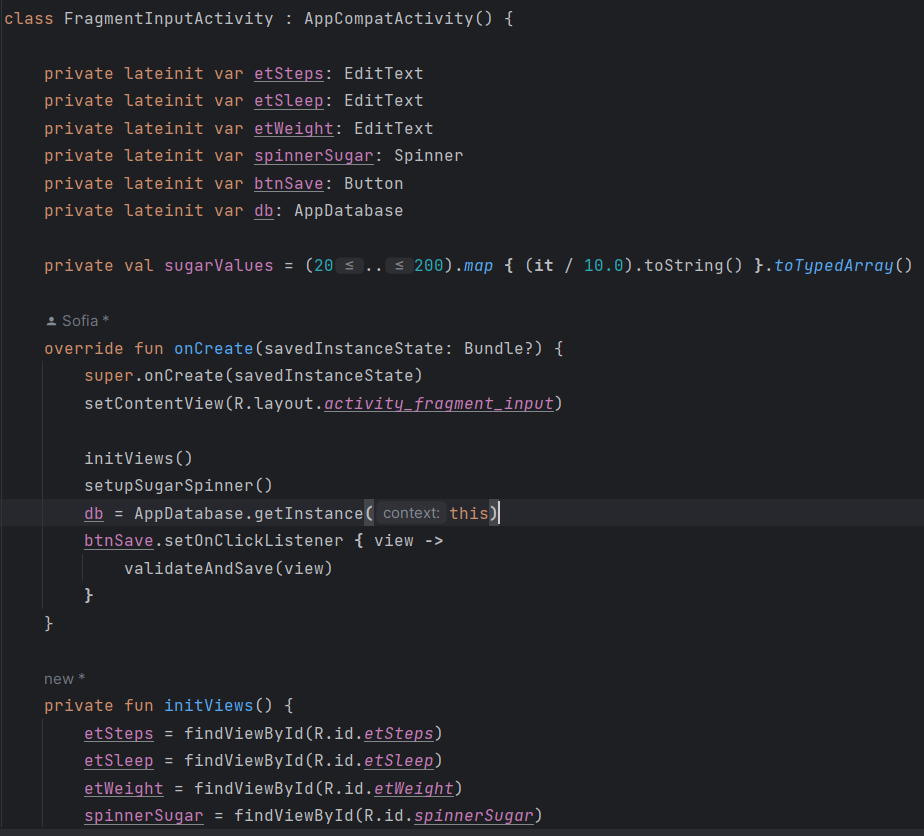 class FragmentInputActivity : AppCompatActivity() {
private lateinit var etSteps: EditText
private lateinit var etSleep: EditText
private lateinit var etWeight: EditText
private lateinit var spinnerSugar: Spinner
private lateinit var btnSave: Button
private lateinit var db: AppDatabase
private val sugarValues = (20 ≤ .. ≤ 200).map { (it / 10.0).toString() }.toTypedArray()
Sofia *
override fun onCreate(savedInstanceState: Bundle?) {
super.onCreate(savedInstanceState)
setContentView(R.layout.activity_fragment_input)
initViews()
setupSugarSpinner()
db = AppDatabase.getInstance( context: this)
btnSave.setOnClickListener { view ->
validateAndSave(view)
}
}
new *
private fun initViews() {
etSteps = findViewById(R.id.etSteps)
etSleep = findViewById(R.id.etSleep)
etWeight = findViewById(R.id.etWeight)
spinnerSugar = findViewById(R.id.spinnerSugar)